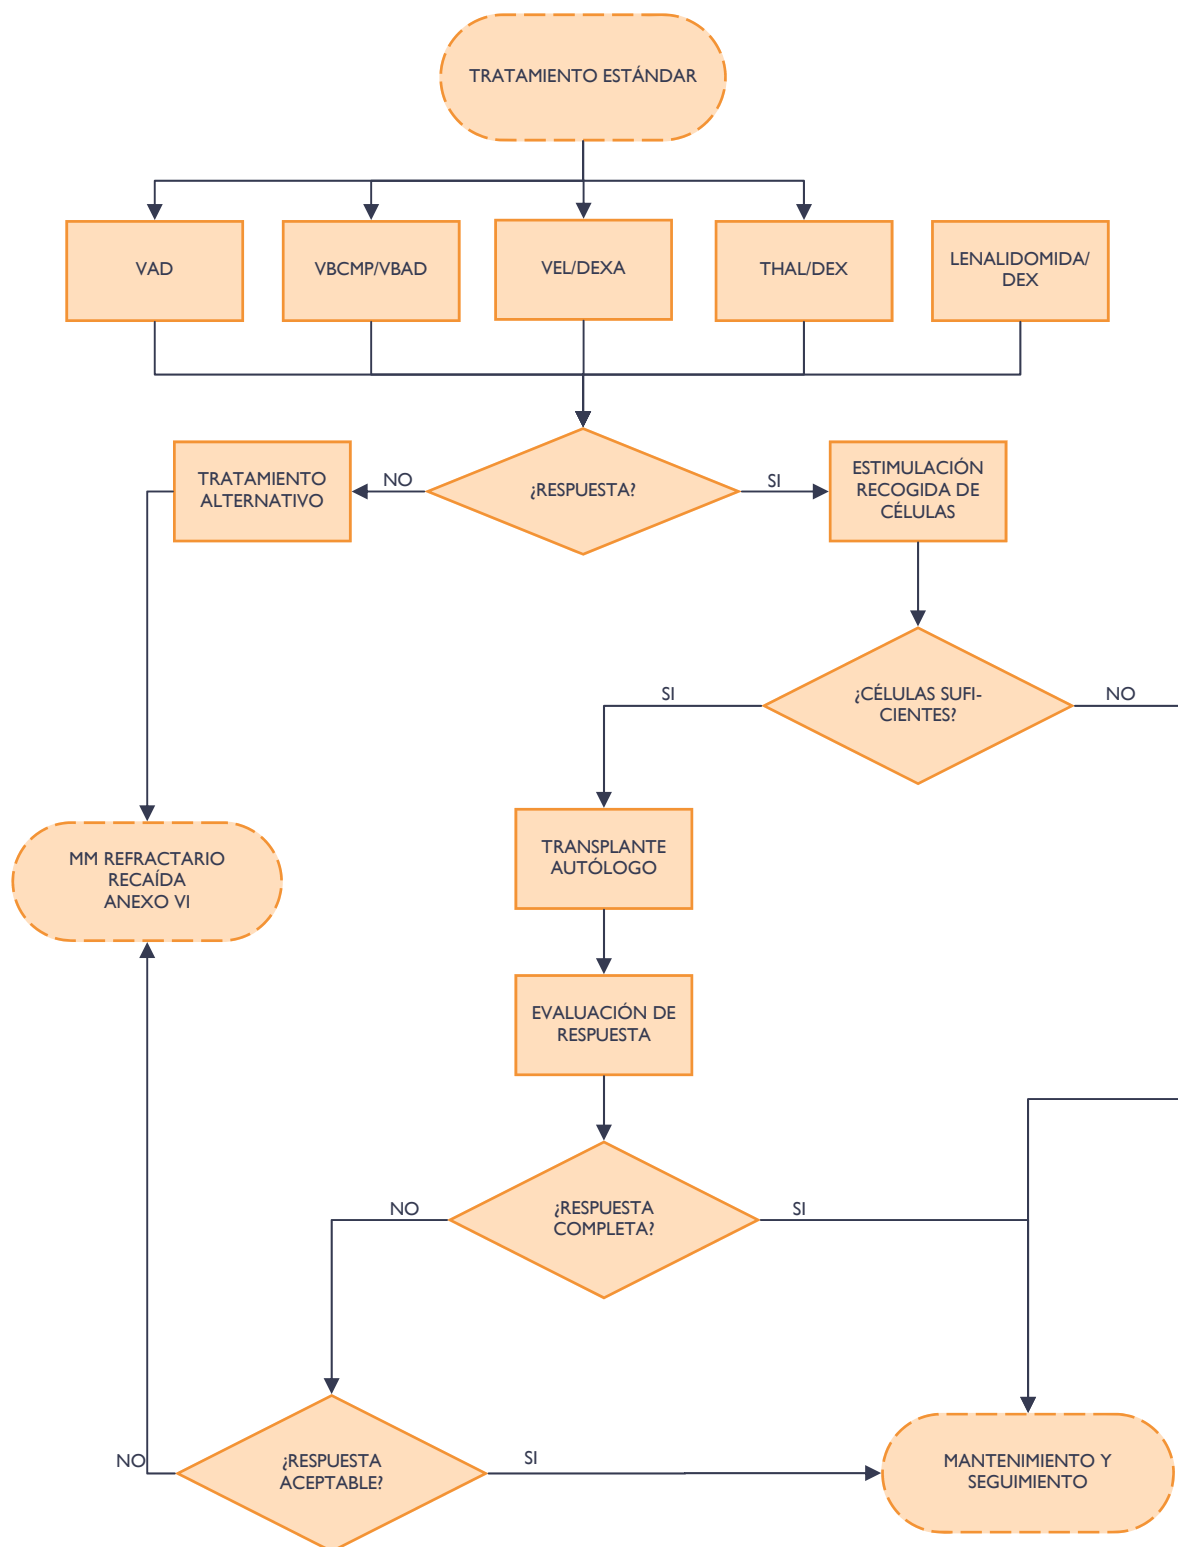 TRATAMIENTO ESTÁNDAR
VAD
VBCMP/VBAD
VEL/DEXA
THAL/DEX
LENALIDOMIDA/
DEX
TRATAMIENTO
ALTERNATIVO
NO
¿RESPUESTA?
SI
ESTIMULACIÓN
RECOGIDA DE
CÉLULAS
SI
¿CÉLULAS SUFI-
CIENTES?
NO
TRANSPLANTE
AUTÓLOGO
MM REFRACTARIO
RECAÍDA
ANEXO VI
EVALUACIÓN DE
RESPUESTA
NO
¿RESPUESTA
COMPLETA?
SI
NO
¿RESPUESTA
ACEPTABLE?
SI
MANTENIMIENTO Y
SEGUIMIENTO